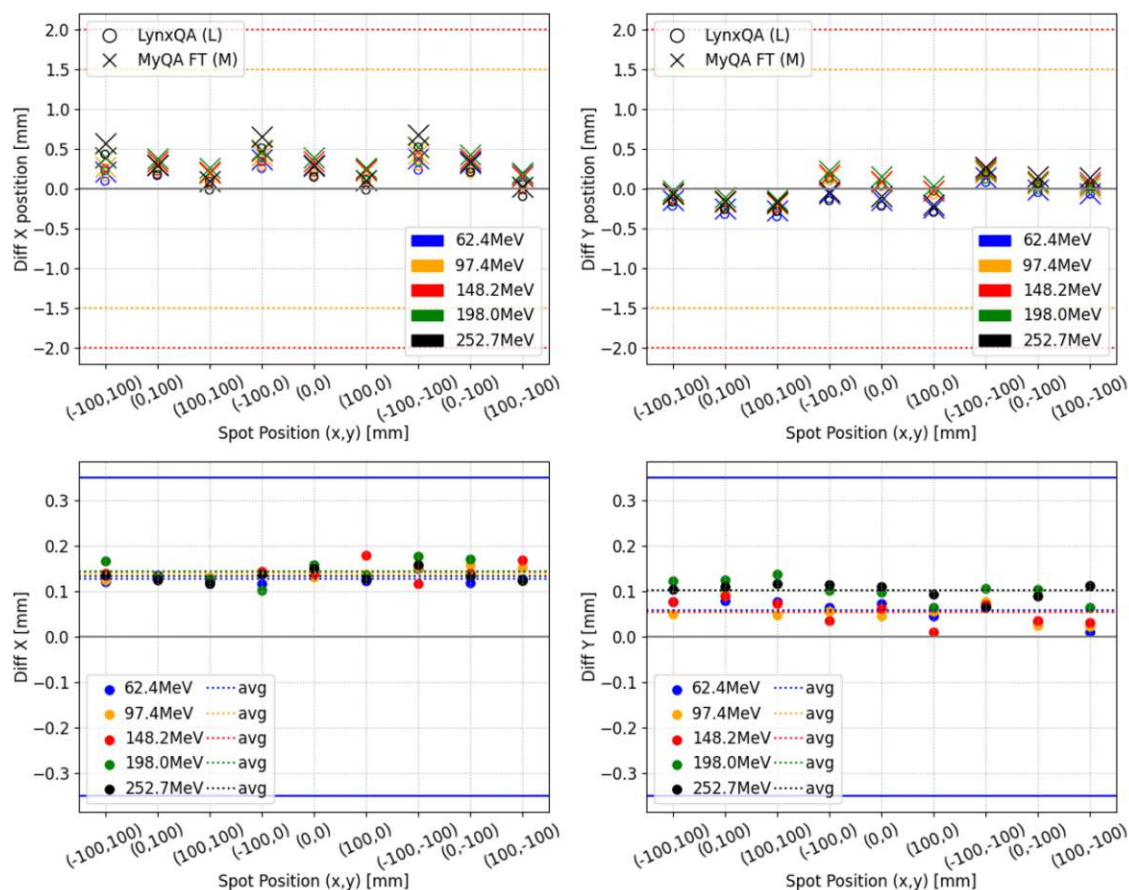 2.0
1.5
1.0
0.5
0.0
−0.5
−1.0
−1.5
−2.0
Diff X position [mm]
LynxQA (L)
MyQA FT (M)
62.4MeV
97.4MeV
148.2MeV
198.0MeV
252.7MeV
(-100,100)
(0,100)
(100,100)
(-100,0)
(0,0)
(100,0)
(-100,-100)
(0,-100)
(100,-100)
Spot Position (x,y) [mm]
2.0
1.5
1.0
0.5
0.0
−0.5
−1.0
−1.5
−2.0
Diff Y position [mm]
LynxQA (L)
MyQA FT (M)
62.4MeV
97.4MeV
148.2MeV
198.0MeV
252.7MeV
(-100,100)
(0,100)
(100,100)
(-100,0)
(0,0)
(100,0)
(-100,-100)
(0,-100)
(100,-100)
Spot Position (x,y) [mm]
0.3
0.2
0.1
0.0
−0.1
−0.2
−0.3
Diff X [mm]
62.4MeV avg
97.4MeV avg
148.2MeV avg
198.0MeV avg
252.7MeV avg
(-100,100)
(0,100)
(100,100)
(-100,0)
(0,0)
(100,0)
(-100,-100)
(0,-100)
(100,-100)
Spot Position (x,y) [mm]
0.3
0.2
0.1
0.0
−0.1
−0.2
−0.3
Diff Y [mm]
62.4MeV avg
97.4MeV avg
148.2MeV avg
198.0MeV avg
252.7MeV avg
(-100,100)
(0,100)
(100,100)
(-100,0)
(0,0)
(100,0)
(-100,-100)
(0,-100)
(100,-100)
Spot Position (x,y) [mm]